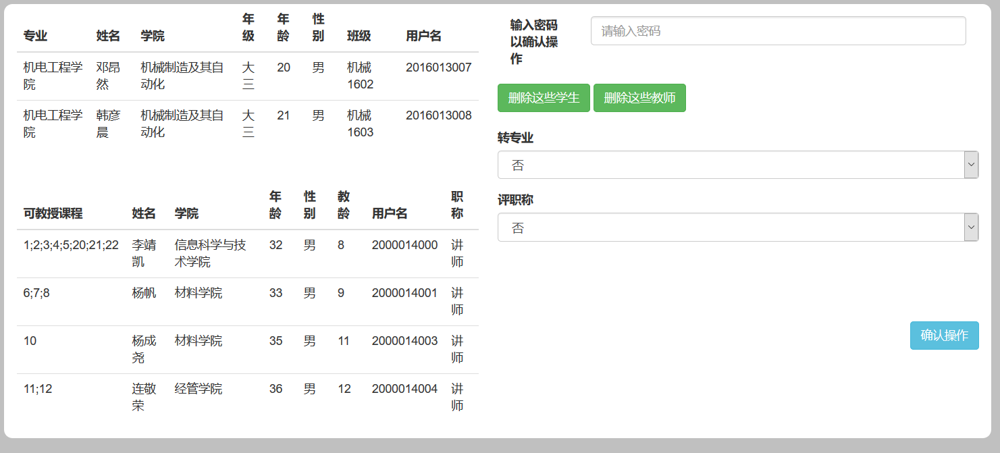 专业 姓名 学院 年级 年龄 性别 班级 用户名
机电工程学院 邓昂然 机械制造及其自动化 大三 20 男 机械1602 2016013007
机电工程学院 韩彦晨 机械制造及其自动化 大三 21 男 机械1603 2016013008
可教授课程 姓名 学院 年龄 性别 教龄 用户名 职称
1;2;3;4;5;20;21;22 李靖凯 信息科学与技术学院 32 男 8 2000014000 讲师
6;7;8 杨帆 材料学院 33 男 9 2000014001 讲师
10 杨成尧 材料学院 35 男 11 2000014003 讲师
11;12 连敬荣 经管学院 36 男 12 2000014004 讲师
输入密码以确认操作 请输入密码
删除这些学生 删除这些教师
转专业
否
评职称
否
确认操作